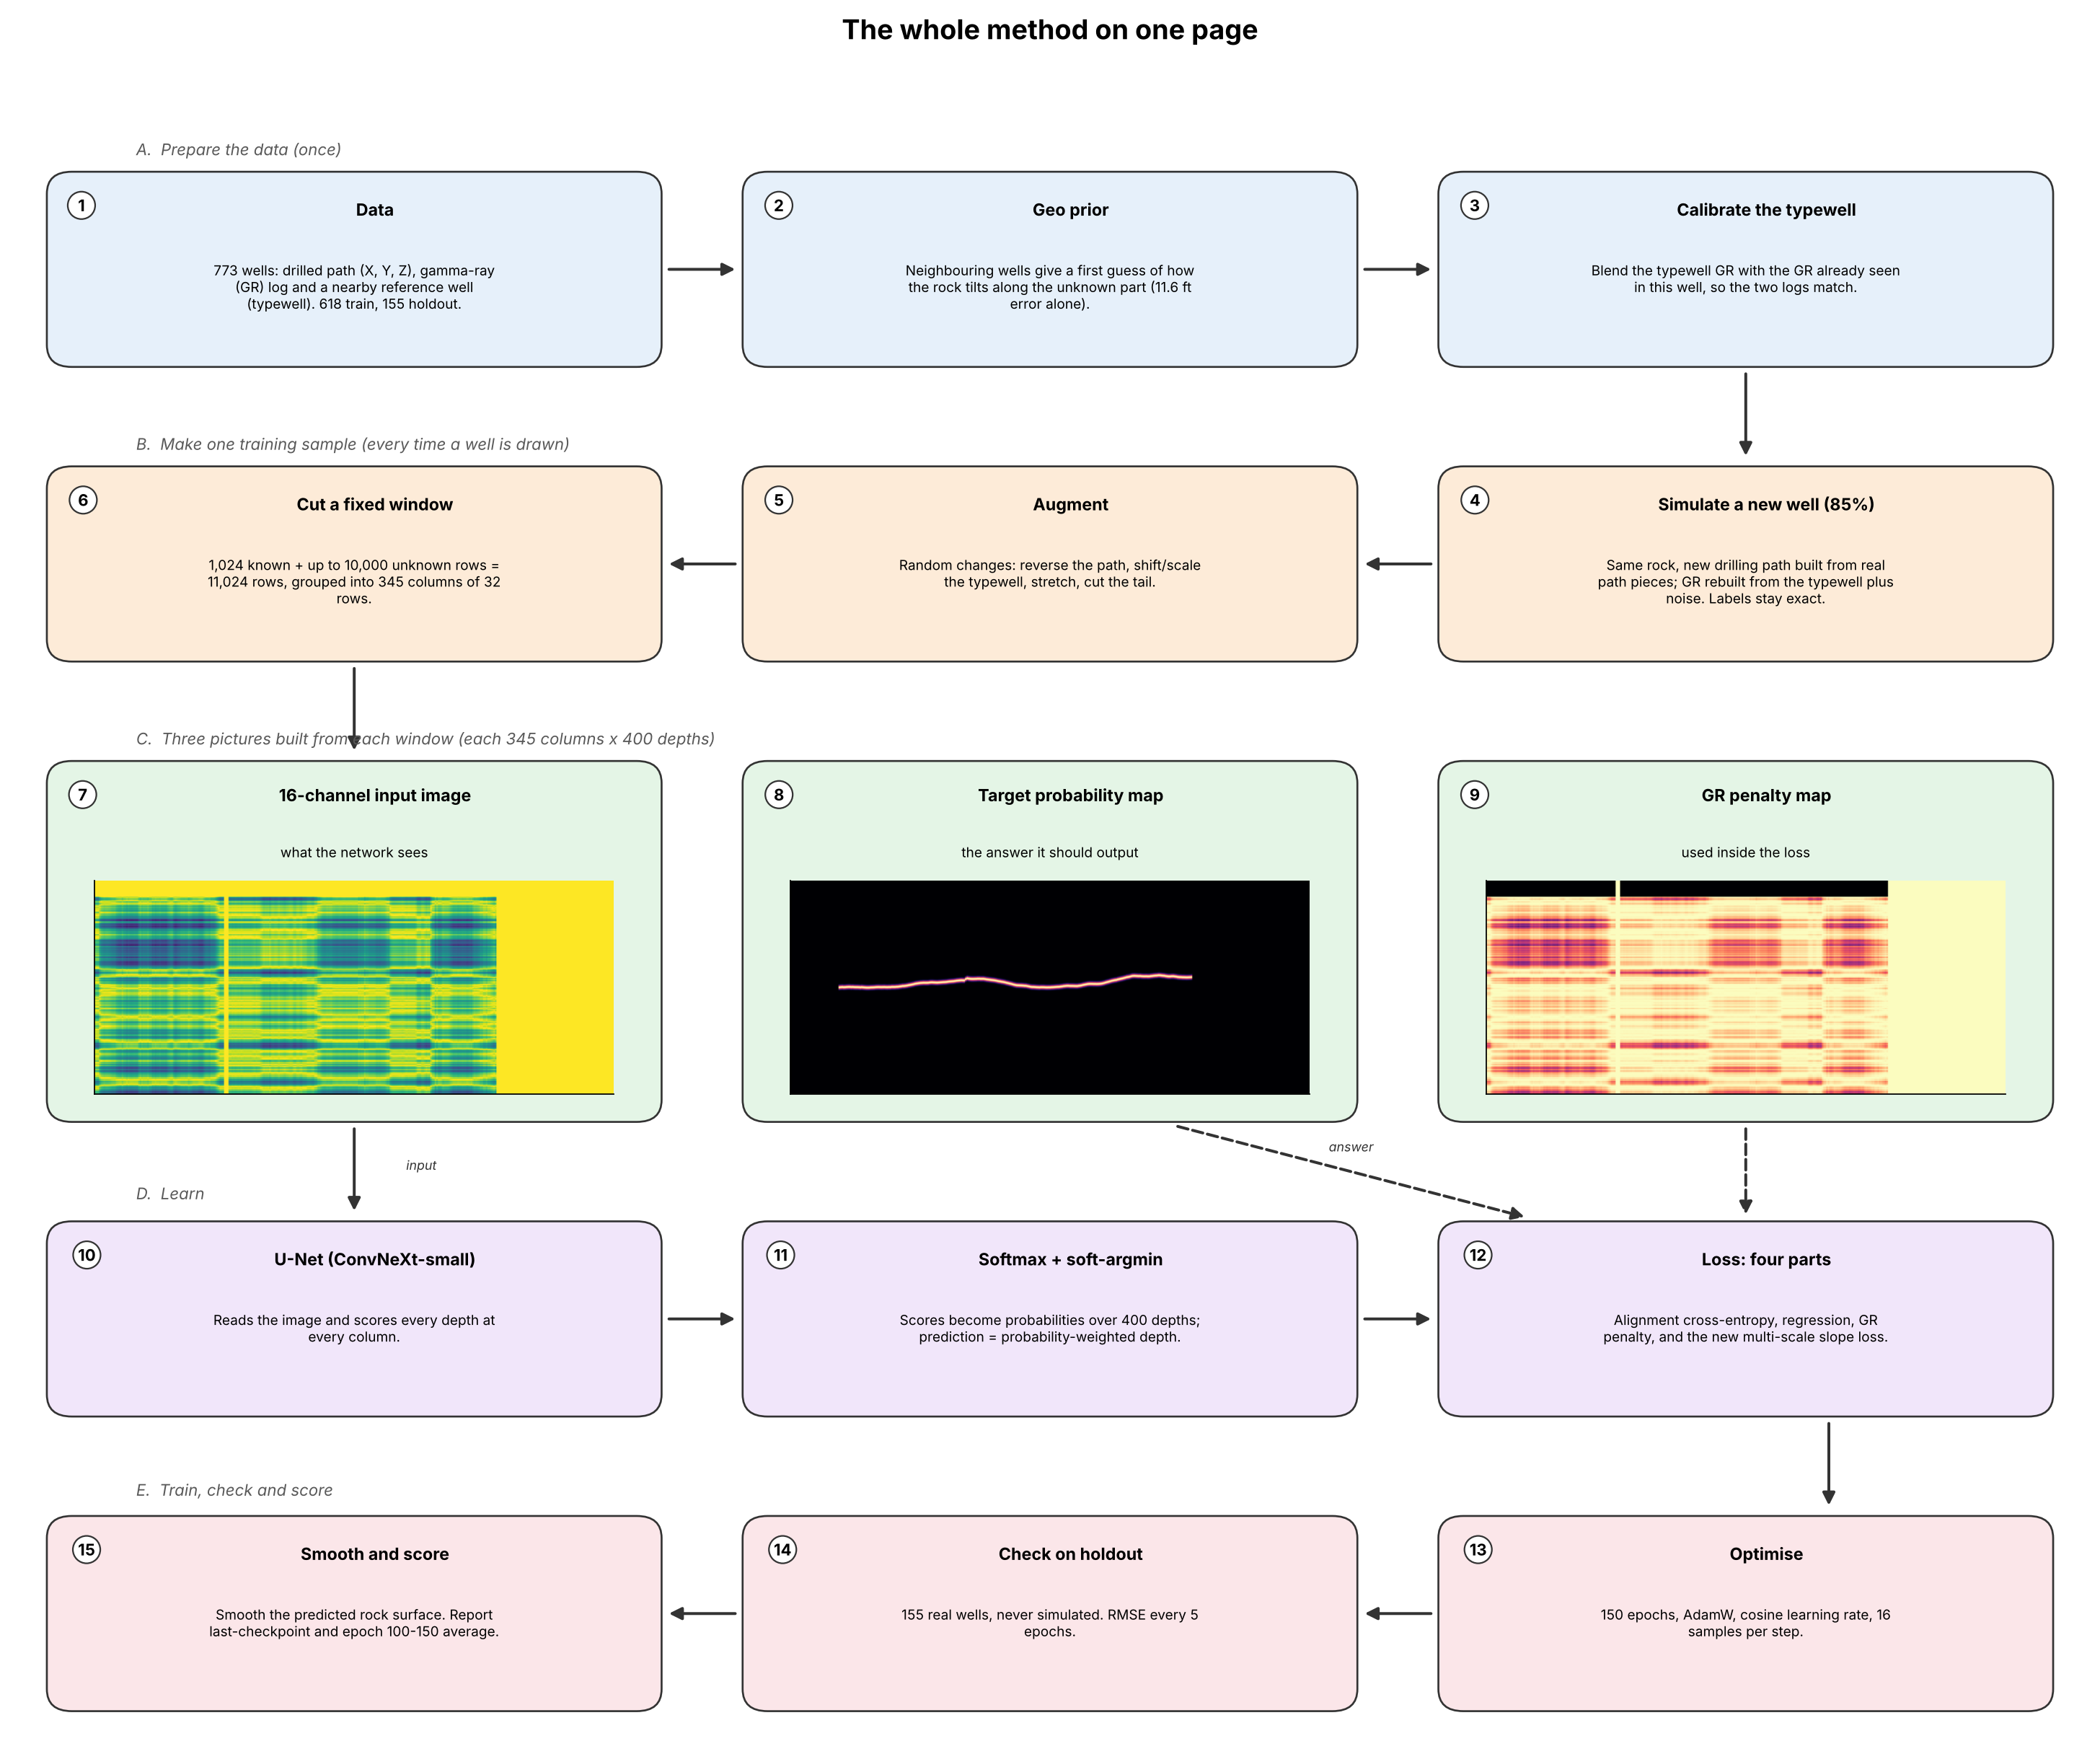 The whole method on one page
A. Prepare the data (once)
1
Data
773 wells: drilled path (X, Y, Z), gamma-ray
(GR) log and a nearby reference well
(typewell). 618 train, 155 holdout.
2
Geo prior
Neighbouring wells give a first guess of how
the rock tilts along the unknown part (11.6 ft
error alone).
3
Calibrate the typewell
Blend the typewell GR with the GR already seen
in this well, so the two logs match.
B. Make one training sample (every time a well is drawn)
6
Cut a fixed window
1,024 known + up to 10,000 unknown rows =
11,024 rows, grouped into 345 columns of 32
rows.
5
Augment
Random changes: reverse the path, shift/scale
the typewell, stretch, cut the tail.
4
Simulate a new well (85%)
Same rock, new drilling path built from real
path pieces; GR rebuilt from the typewell plus
noise. Labels stay exact.
C. Three pictures built from each window (each 345 columns x 400 depths)
7
16-channel input image
what the network sees
8
Target probability map
the answer it should output
9
GR penalty map
used inside the loss
input
answer
D. Learn
10
U-Net (ConvNeXt-small)
Reads the image and scores every depth at
every column.
11
Softmax + soft-argmin
Scores become probabilities over 400 depths;
prediction = probability-weighted depth.
12
Loss: four parts
Alignment cross-entropy, regression, GR
penalty, and the new multi-scale slope loss.
E. Train, check and score
15
Smooth and score
Smooth the predicted rock surface. Report
last-checkpoint and epoch 100-150 average.
14
Check on holdout
155 real wells, never simulated. RMSE every 5
epochs.
13
Optimise
150 epochs, AdamW, cosine learning rate, 16
samples per step.